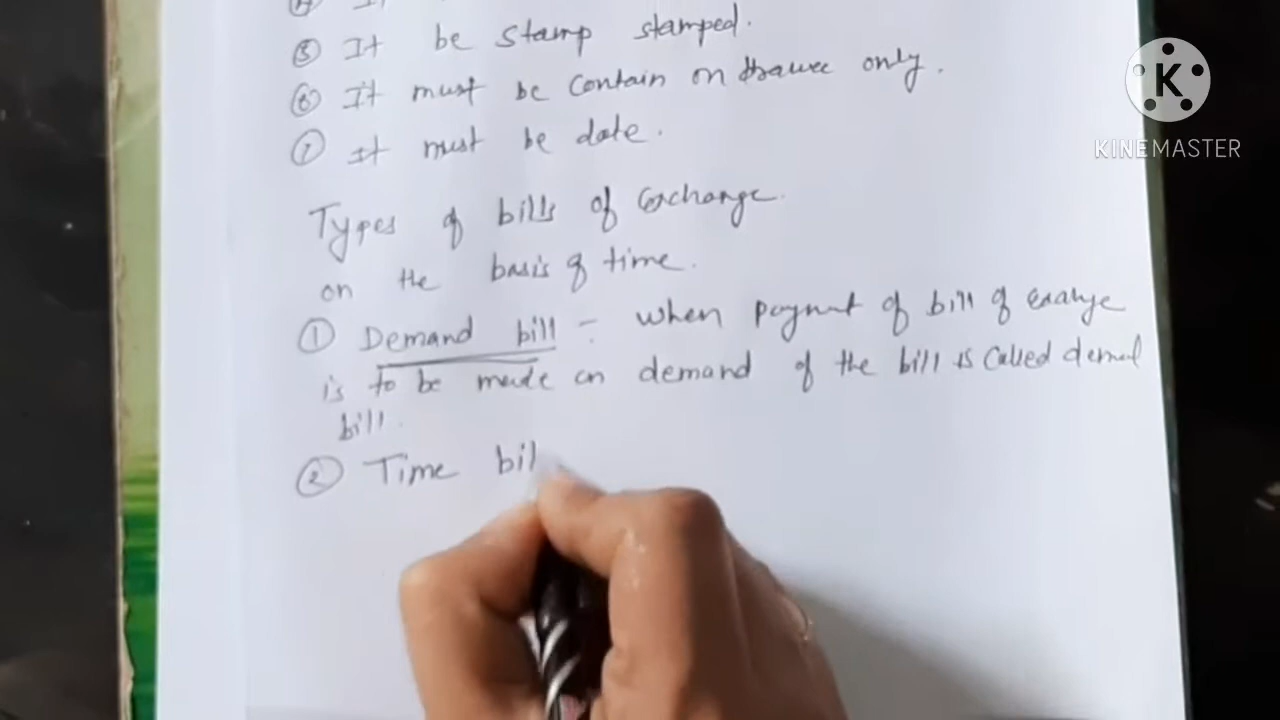 ⑤ It be stamp stamped.
⑥ It must be contain on drawee only.
⑦ It must be date.
Types of bills of Exchange.
on the basis of time.
① Demand bill :- when payment of bill of exange
is to be made on demand of the bill is called demad
bill.
② Time bil
K
KINEMASTER